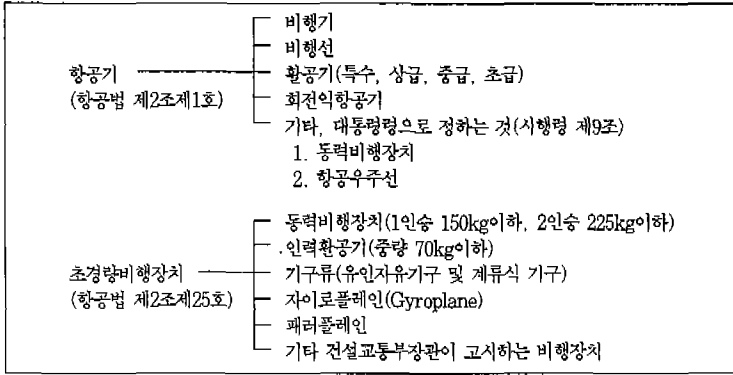 비행기
비행선
항공기
활공기(특수, 상급, 중급, 초급)
(항공법 제2조제1호)
회전익항공기
기타, 대통령령으로 정하는 것(시행령 제9조)
1. 동력비행장치
2. 항공우주선
동력비행장치(1인승 150kg이하, 2인승 225kg이하)
인력활공기(중량 70kg이하)
초경량비행장치
기구류(유인자유기구 및 계류식 기구)
(항공법 제2조제25호)
자이로플레인(Gyroplane)
패러플레인
기타 건설교통부장관이 고시하는 비행장치